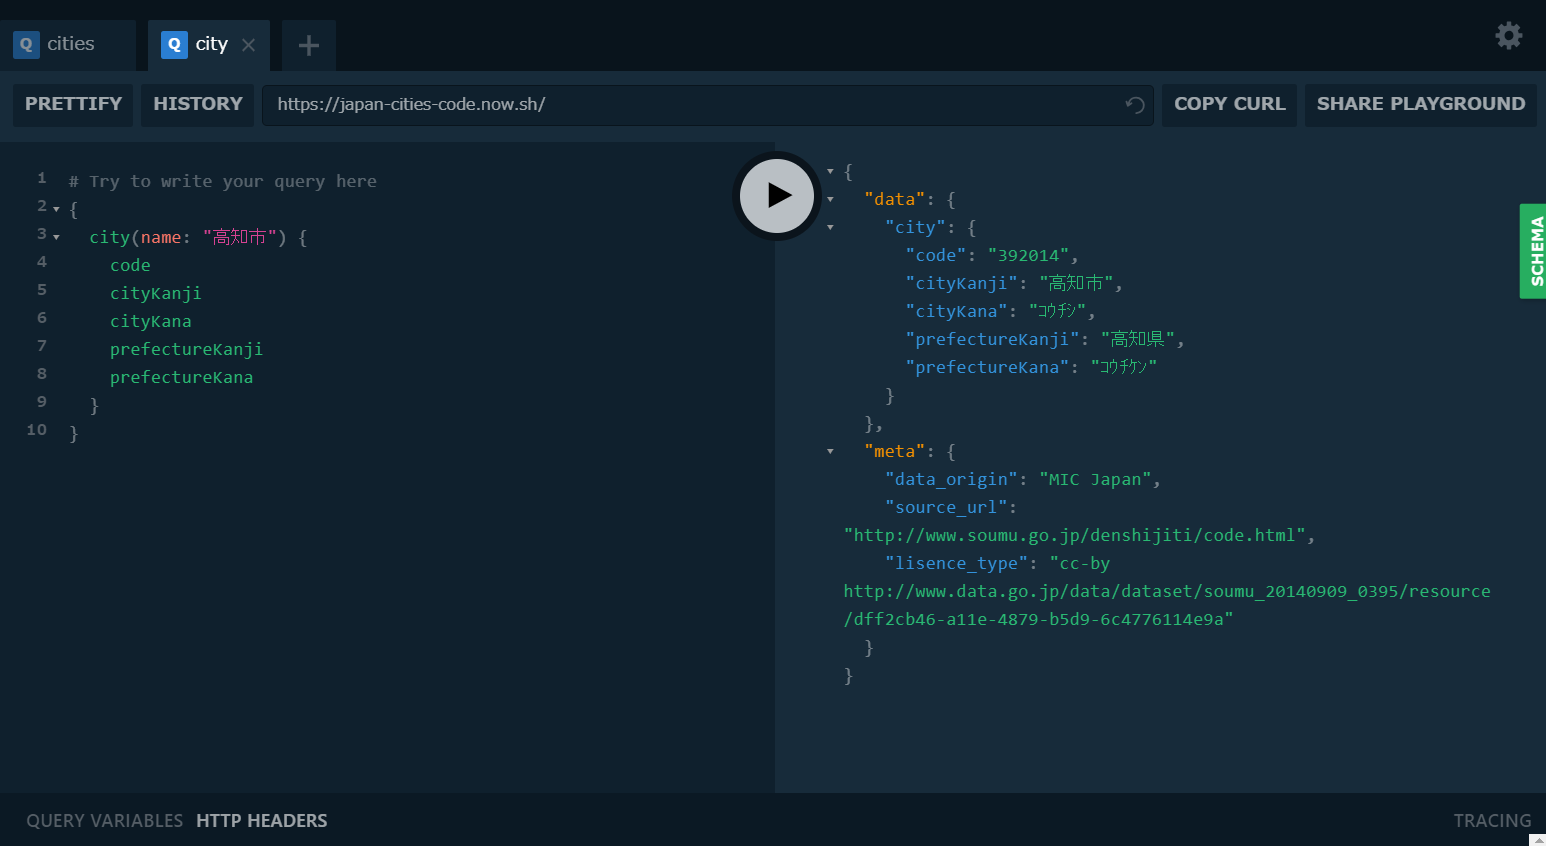 Q cities
Q city
PRETTIFY
HISTORY
https://japan-cities-code.now.sh/
COPY CURL
SHARE PLAYGROUND
1 # Try to write your query here
2 {
3 city(name: "高知市") {
4 code
5 cityKanji
6 cityKana
7 prefectureKanji
8 prefectureKana
9 }
10 }
{
"data": {
"city": {
"code": "392014",
"cityKanji": "高知市",
"cityKana": "ｺｳﾁｼ",
"prefectureKanji": "高知県",
"prefectureKana": "ｺｳﾁｹﾝ"
}
},
"meta": {
"data_origin": "MIC Japan",
"source_url":
"http://www.soumu.go.jp/denshijiti/code.html",
"lisence_type": "cc-by
http://www.data.go.jp/data/dataset/soumu_20140909_0395/resource
/dff2cb46-a11e-4879-b5d9-6c4776114e9a"
}
}
SCHEMA
QUERY VARIABLES
HTTP HEADERS
TRACING